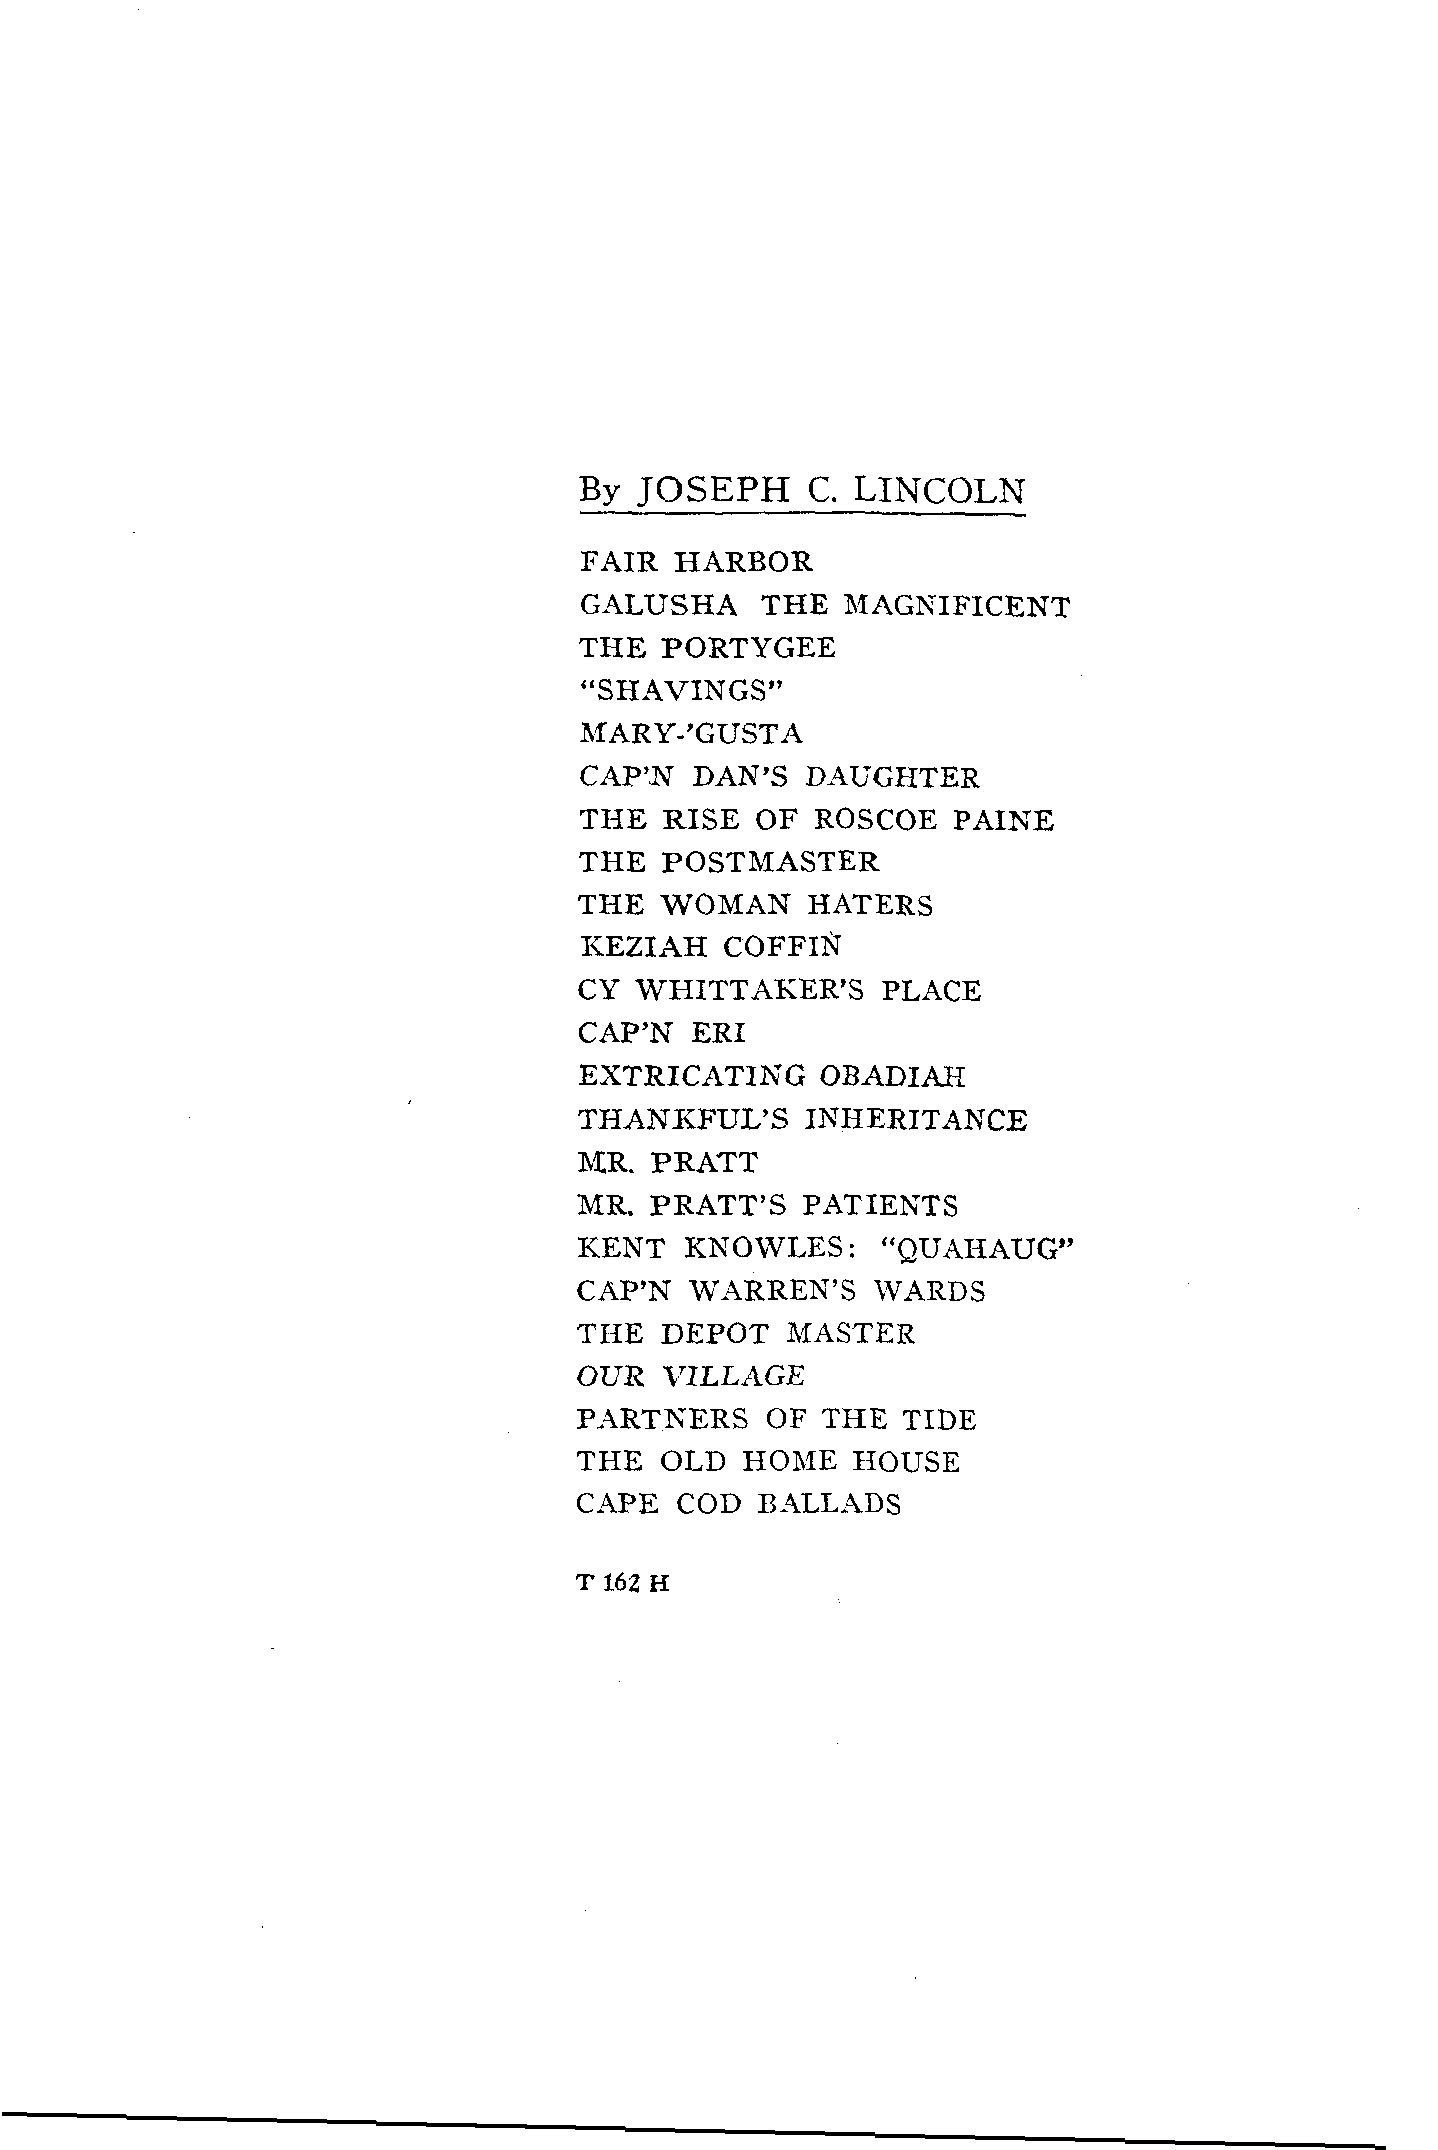 By JOSEPH C. LINCOLN
FAIR HARBOR
GALUSHA THE MAGNIFICENT
THE PORTYGEE
“SHAVINGS”
MARY-’GUSTA
CAP’N DAN’S DAUGHTER
THE RISE OF ROSCOE PAINE
THE POSTMASTER
THE WOMAN HATERS
KEZIAH COFFIN
CY WHITTAKER’S PLACE
CAP’N ERI
EXTRICATING OBADIAH
THANKFUL’S INHERITANCE
MR. PRATT
MR. PRATT’S PATIENTS
KENT KNOWLES: “QUAHAUG”
CAP’N WARREN’S WARDS
THE DEPOT MASTER
OUR VILLAGE
PARTNERS OF THE TIDE
THE OLD HOME HOUSE
CAPE COD BALLADS
T 162 H